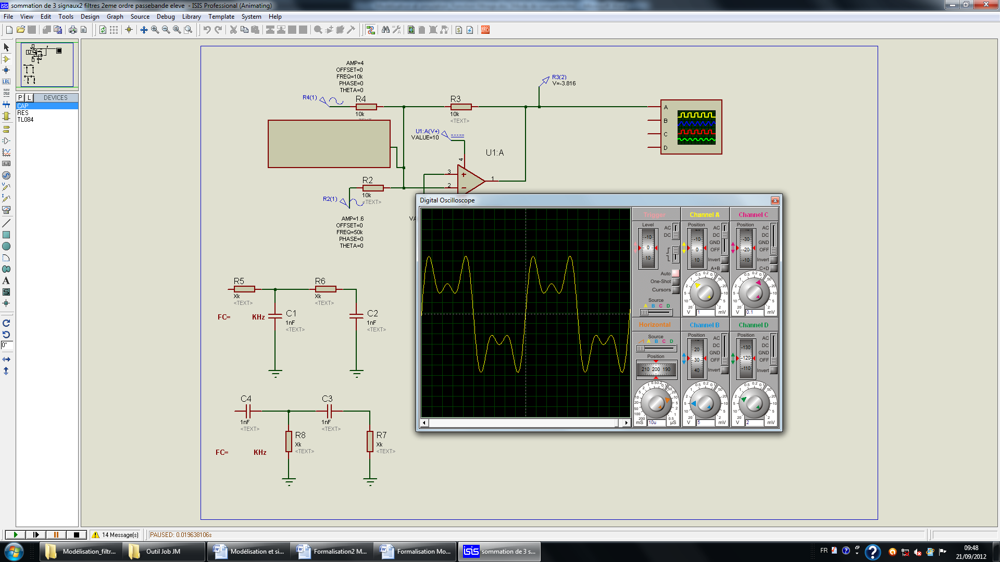 sommation de 3 signaux2 filtres 2eme ordre passebande eleve - ISIS Professional (Animating)
File View Edit Tools Design Graph Source Debug Library Template System Help
P L DEVICES
CAP
RES
TL084
AMP=4
OFFSET=0
FREQ=10k
PHASE=0
THETA=0
R4(1)
R4
10k
R3
10k
<TEXT>
R3(2)
V=-3.816
A
B
C
D
U1:A(V+)
VALUE=10
U1:A
4
3
2
1
R2
10k
<TEXT>
R2(1)
AMP=1.6
OFFSET=0
FREQ=50k
PHASE=0
THETA=0
R5
Xk
<TEXT>
R6
Xk
<TEXT>
FC= KHz
C1
1nF
<TEXT>
C2
1nF
<TEXT>
C4
1nF
<TEXT>
C3
1nF
<TEXT>
R8
Xk
<TEXT>
R7
Xk
<TEXT>
FC= KHz
Digital Oscilloscope
Trigger
Level
AC
DC
-10
0
10
Auto
One-Shot
Cursors
Source
A B C D
Channel A
Position
AC
DC
GND
OFF
Invert
A+B
-10
0
10
V 1 mV
Channel C
Position
AC
DC
GND
OFF
Invert
C+D
-30
-20
-10
V 0.1 mV
Horizontal
Source
A B C D
Position
210 200 190
mS 10u µS
Channel B
Position
AC
DC
GND
OFF
Invert
20
30
40
V 5 mV
Channel D
Position
AC
DC
GND
OFF
Invert
-130
-120
-110
V 2 mV
0°
14 Message(s)
PAUSED: 0.019638106s
Modélisation_filtr...
Outil Job JM
Modélisation et si...
Formalisation2 M...
Formalisation Mo...
isis sommation de 3 s...
FR
09:48
21/09/2012